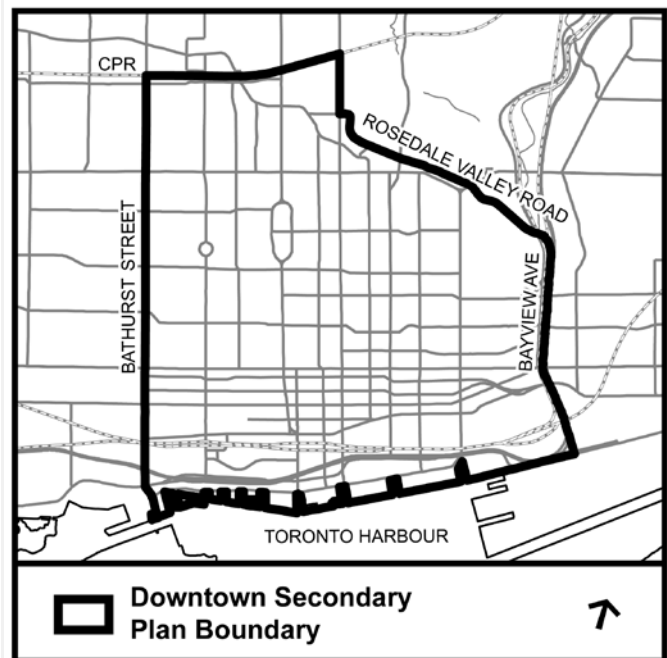 CPR
ROSEDALE VALLEY ROAD
BATHURST STREET
BAYVIEW AVE
TORONTO HARBOUR
Downtown Secondary
Plan Boundary